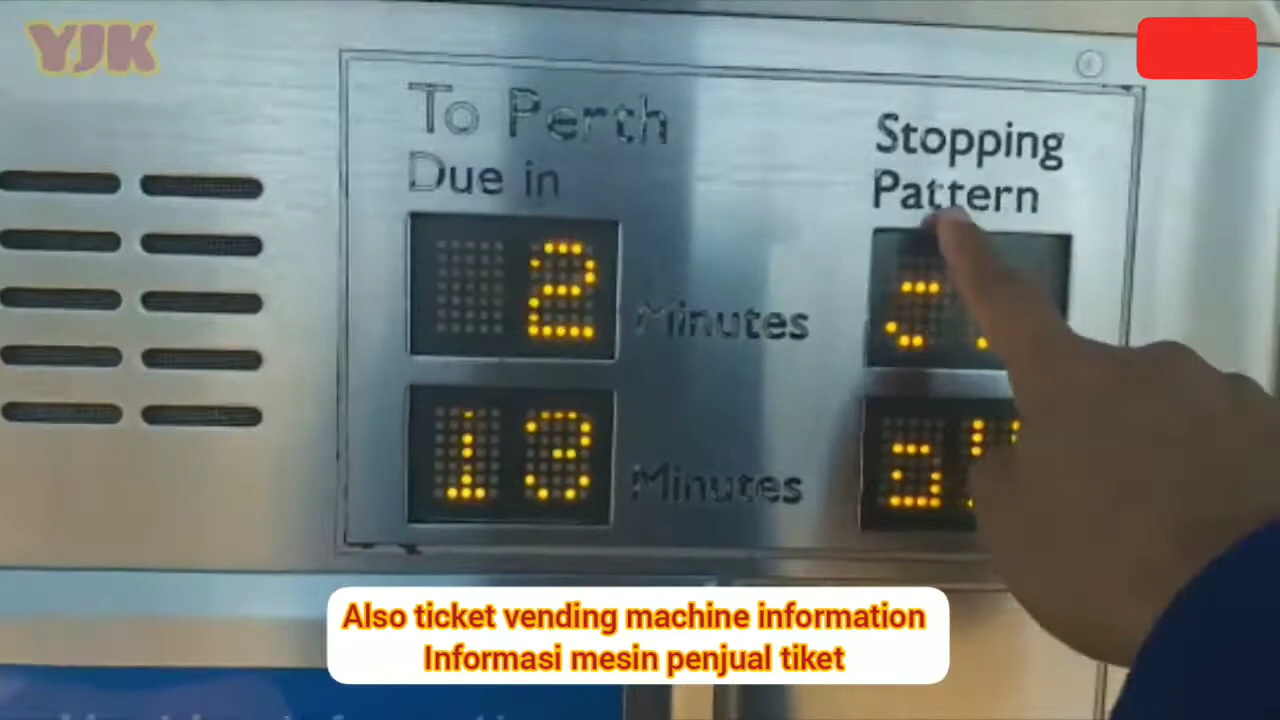 YJK
To Perth
Due in
Stopping
Pattern
2
Minutes
13
Minutes
Also ticket vending machine information
Informasi mesin penjual tiket